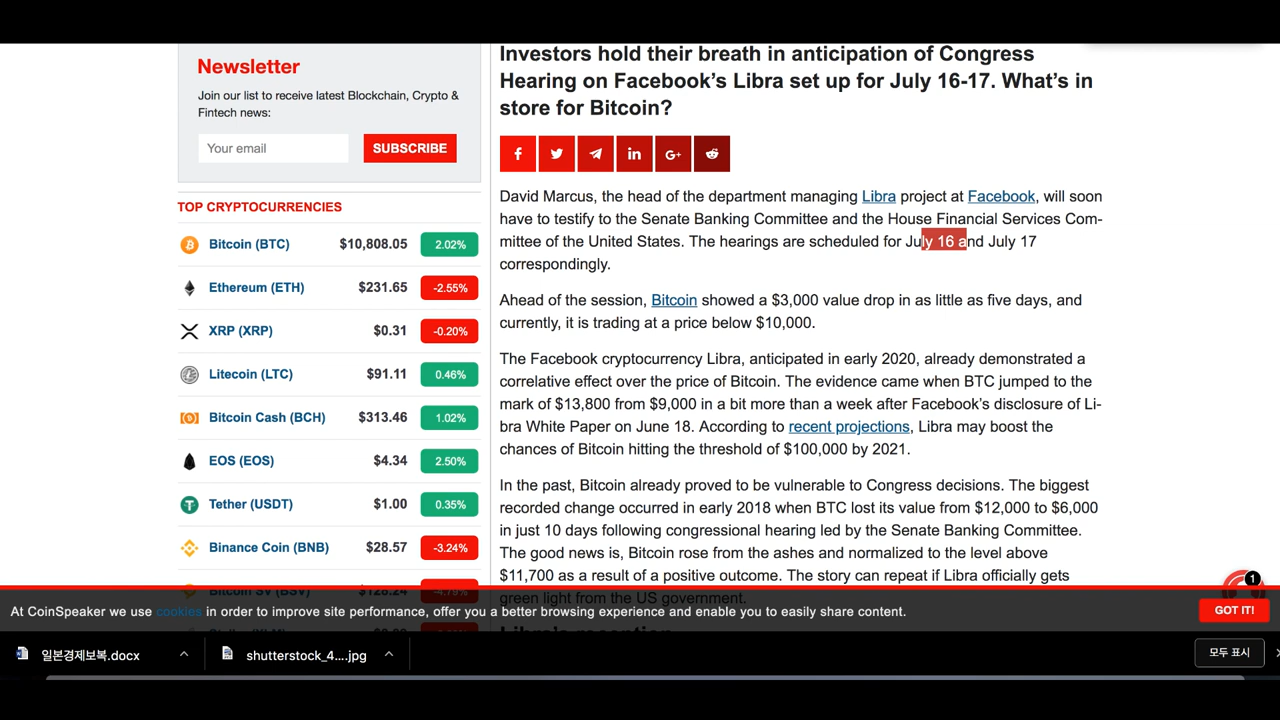 Newsletter
Join our list to receive latest Blockchain, Crypto &
Fintech news:
Your email
SUBSCRIBE
TOP CRYPTOCURRENCIES
Bitcoin (BTC) $10,808.05 2.02%
Ethereum (ETH) $231.65 -2.55%
XRP (XRP) $0.31 -0.20%
Litecoin (LTC) $91.11 0.46%
Bitcoin Cash (BCH) $313.46 1.02%
EOS (EOS) $4.34 2.50%
Tether (USDT) $1.00 0.35%
Binance Coin (BNB) $28.57 -3.24%
Bitcoin SV (BSV) $128.24 -4.79%
Investors hold their breath in anticipation of Congress
Hearing on Facebook’s Libra set up for July 16-17. What’s in
store for Bitcoin?
David Marcus, the head of the department managing Libra project at Facebook, will soon
have to testify to the Senate Banking Committee and the House Financial Services Com-
mittee of the United States. The hearings are scheduled for July 16 and July 17
correspondingly.
Ahead of the session, Bitcoin showed a $3,000 value drop in as little as five days, and
currently, it is trading at a price below $10,000.
The Facebook cryptocurrency Libra, anticipated in early 2020, already demonstrated a
correlative effect over the price of Bitcoin. The evidence came when BTC jumped to the
mark of $13,800 from $9,000 in a bit more than a week after Facebook’s disclosure of Li-
bra White Paper on June 18. According to recent projections, Libra may boost the
chances of Bitcoin hitting the threshold of $100,000 by 2021.
In the past, Bitcoin already proved to be vulnerable to Congress decisions. The biggest
recorded change occurred in early 2018 when BTC lost its value from $12,000 to $6,000
in just 10 days following congressional hearing led by the Senate Banking Committee.
The good news is, Bitcoin rose from the ashes and normalized to the level above
$11,700 as a result of a positive outcome. The story can repeat if Libra officially gets
green light from the US government.
Libra's reaction
1
At CoinSpeaker we use cookies in order to improve site performance, offer you a better browsing experience and enable you to easily share content.
GOT IT!
일본경제보복.docx
shutterstock_4....jpg
모두 표시